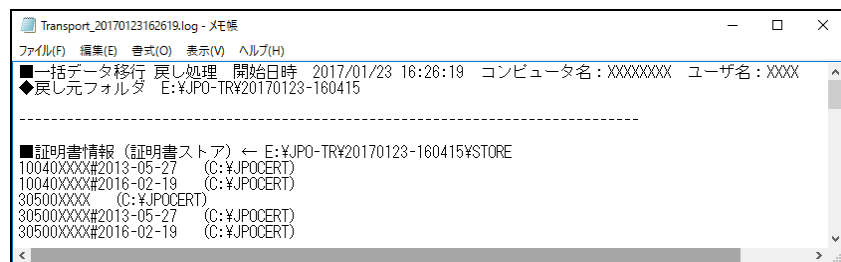 Transport_20170123162619.log - メモ帳
ファイル(F) 編集(E) 書式(O) 表示(V) ヘルプ(H)
■一括データ移行 戻し処理 開始日時 2017/01/23 16:26:19 コンピュータ名：XXXXXXXX ユーザ名：XXXX
◆戻し元フォルダ E:¥JPO-TR¥20170123-160415
------------------------------------------------------------------------------
■証明書情報（証明書ストア）← E:¥JPO-TR¥20170123-160415¥STORE
10040XXXX#2013-05-27 (C:¥JPOCERT)
10040XXXX#2016-02-19 (C:¥JPOCERT)
30500XXXX (C:¥JPOCERT)
30500XXXX#2013-05-27 (C:¥JPOCERT)
30500XXXX#2016-02-19 (C:¥JPOCERT)